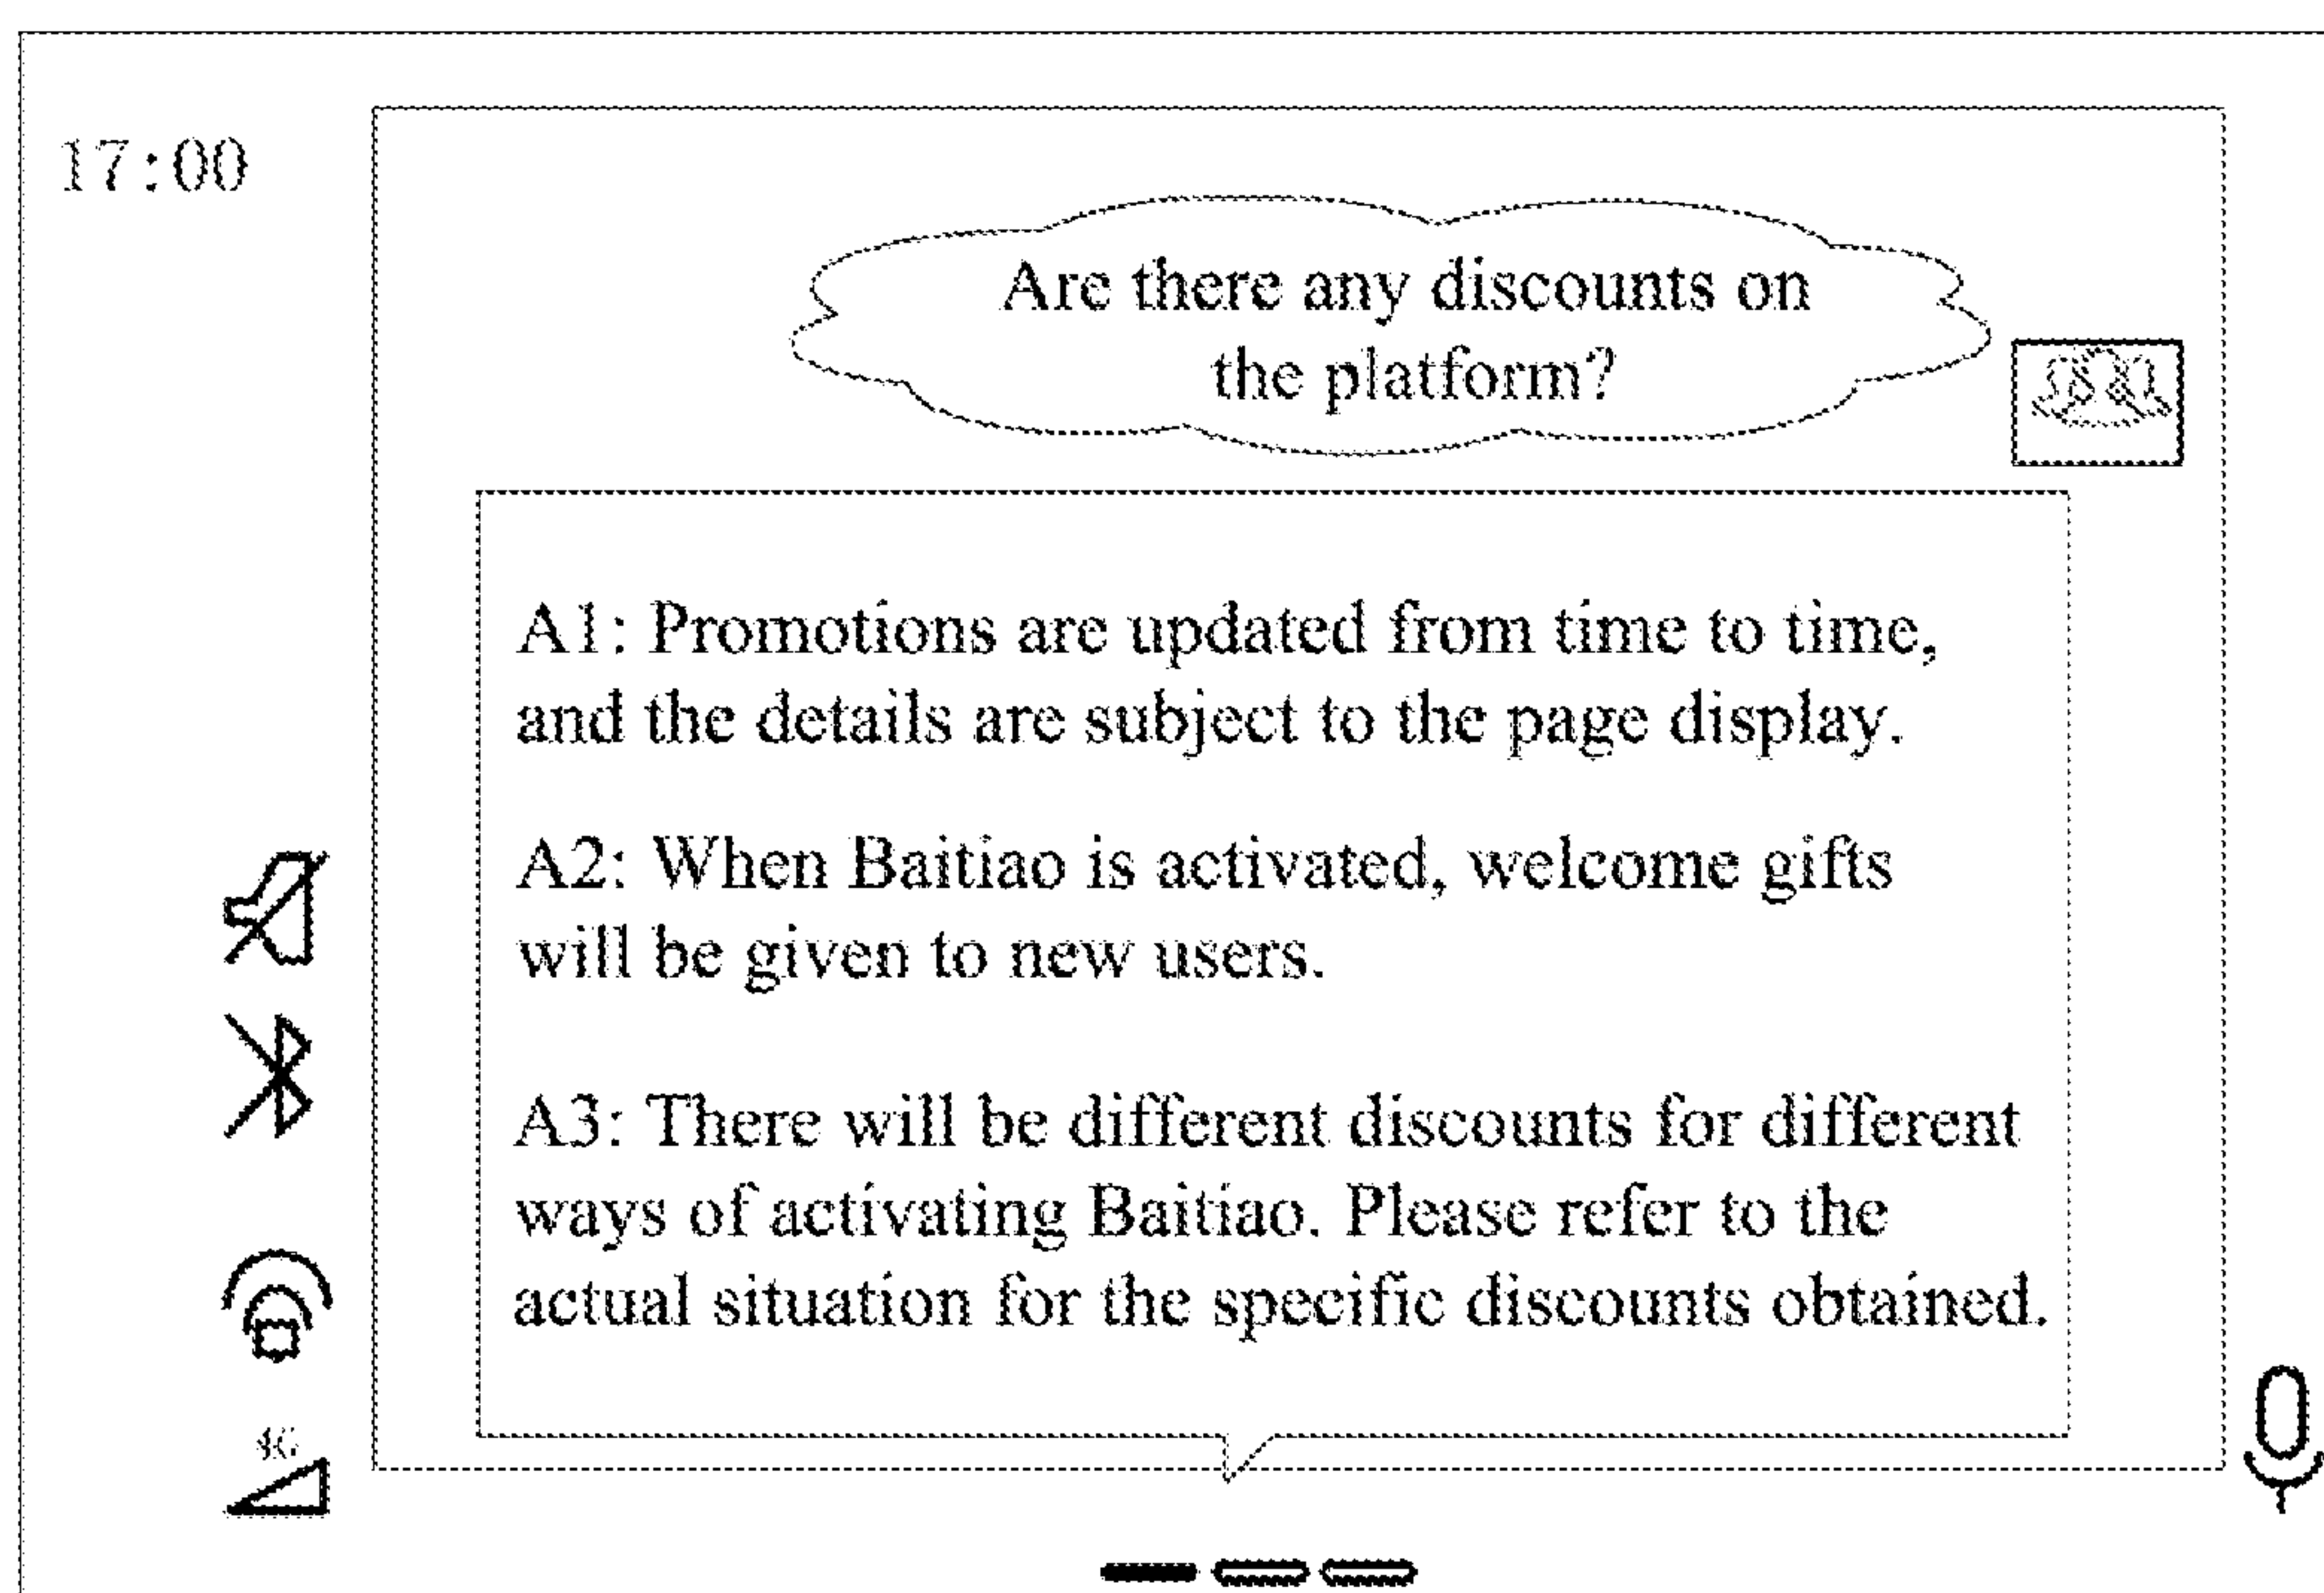 17:00
Are there any discounts on
the platform?
A1: Promotions are updated from time to time,
and the details are subject to the page display.
A2: When Baitiao is activated, welcome gifts
will be given to new users.
A3: There will be different discounts for different
ways of activating Baitiao. Please refer to the
actual situation for the specific discounts obtained.